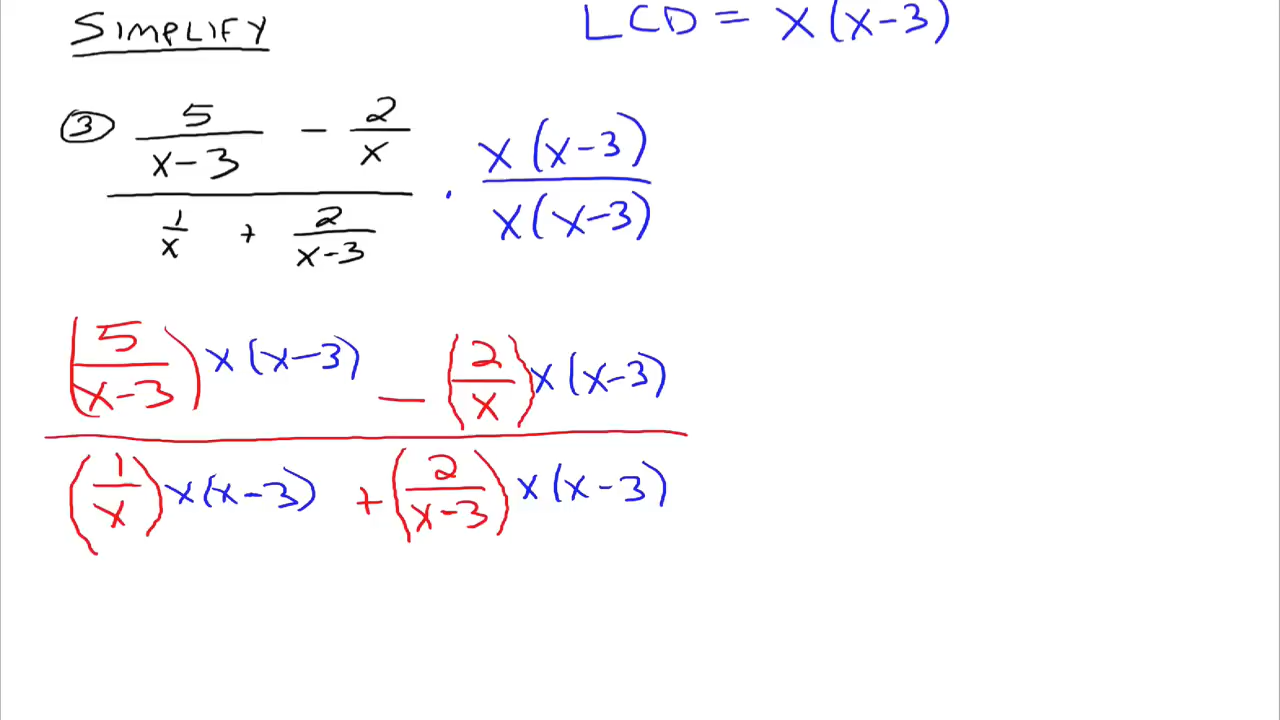 SIMPLIFY
LCD = x(x-3)
③ 5/(x-3) - 2/x · x(x-3)
1/x + 2/(x-3) x(x-3)
(5/(x-3)) x(x-3) - (2/x) x(x-3)
(1/x) x(x-3) + (2/(x-3)) x(x-3)